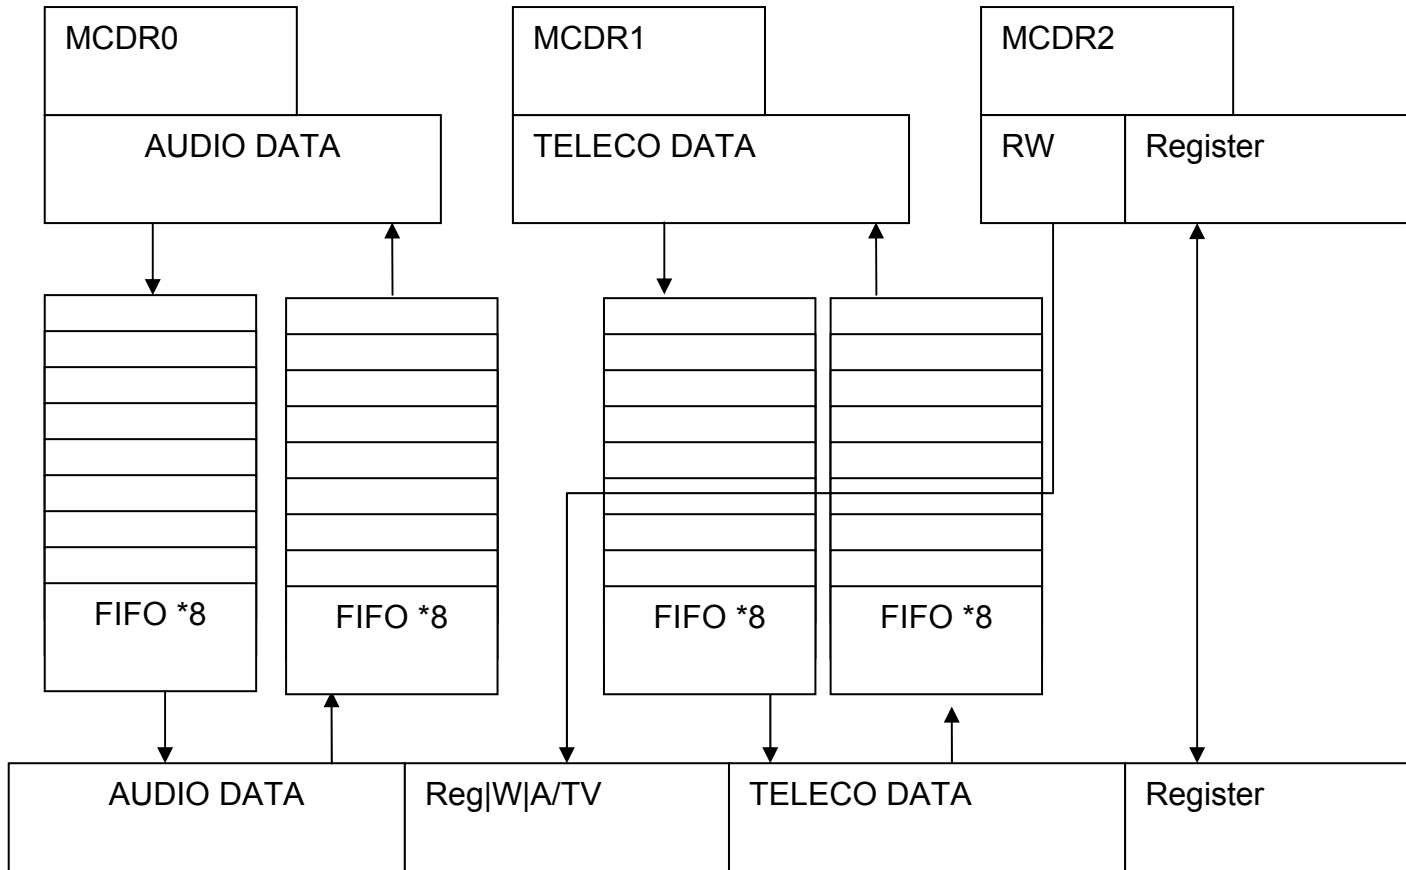 MCDR0
MCDR1
MCDR2
AUDIO DATA
TELECO DATA
RW
Register
FIFO *8
FIFO *8
FIFO *8
FIFO *8
AUDIO DATA
Reg|W|A/TV
TELECO DATA
Register